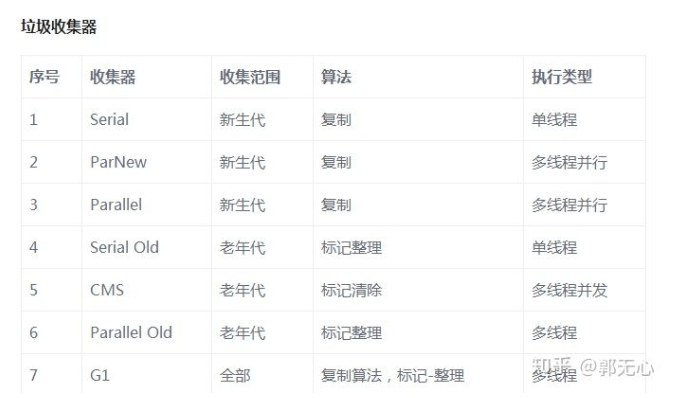 垃圾收集器
序号 收集器 收集范围 算法 执行类型
1 Serial 新生代 复制 单线程
2 ParNew 新生代 复制 多线程并行
3 Parallel 新生代 复制 多线程并行
4 Serial Old 老年代 标记整理 单线程
5 CMS 老年代 标记清除 多线程并发
6 Parallel Old 老年代 标记整理 多线程
7 G1 全部 复制算法，标记-整理 多线程
知乎 @郭无心